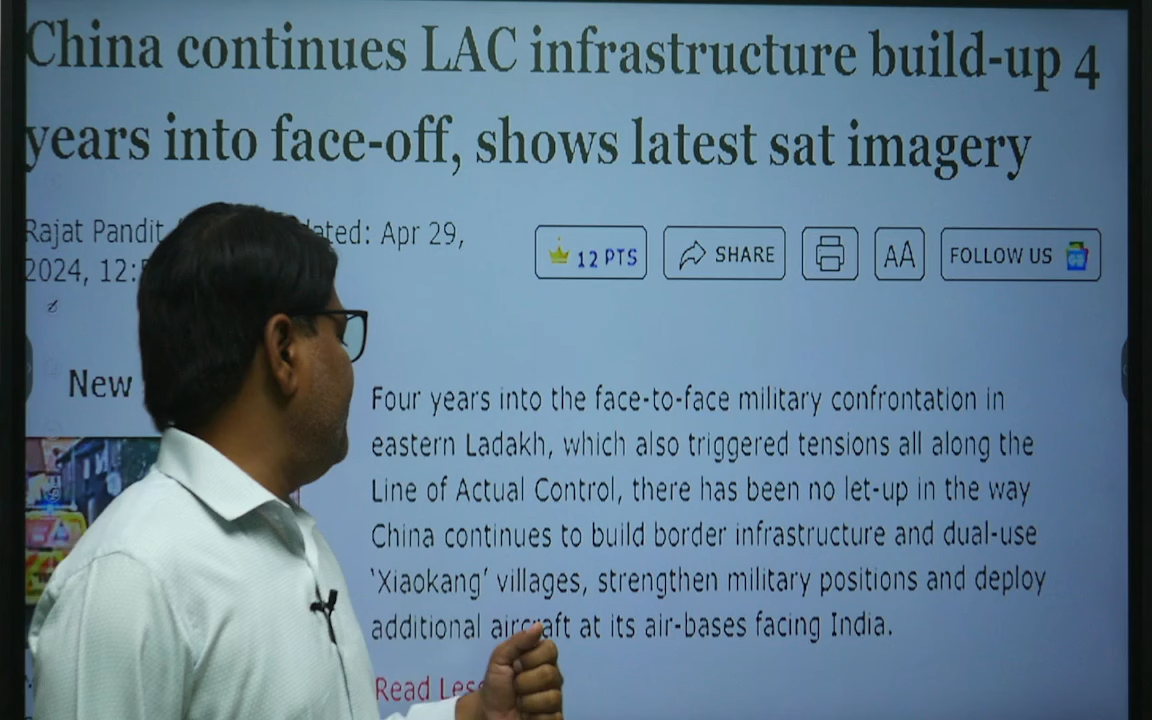 China continues LAC infrastructure build-up 4
years into face-off, shows latest sat imagery
Rajat Pandit
Apr 29,
2024,
12 PTS
SHARE
AA
FOLLOW US
New
Four years into the face-to-face military confrontation in
eastern Ladakh, which also triggered tensions all along the
Line of Actual Control, there has been no let-up in the way
China continues to build border infrastructure and dual-use
‘Xiaokang’ villages, strengthen military positions and deploy
additional aircraft at its air-bases facing India.
Read Less